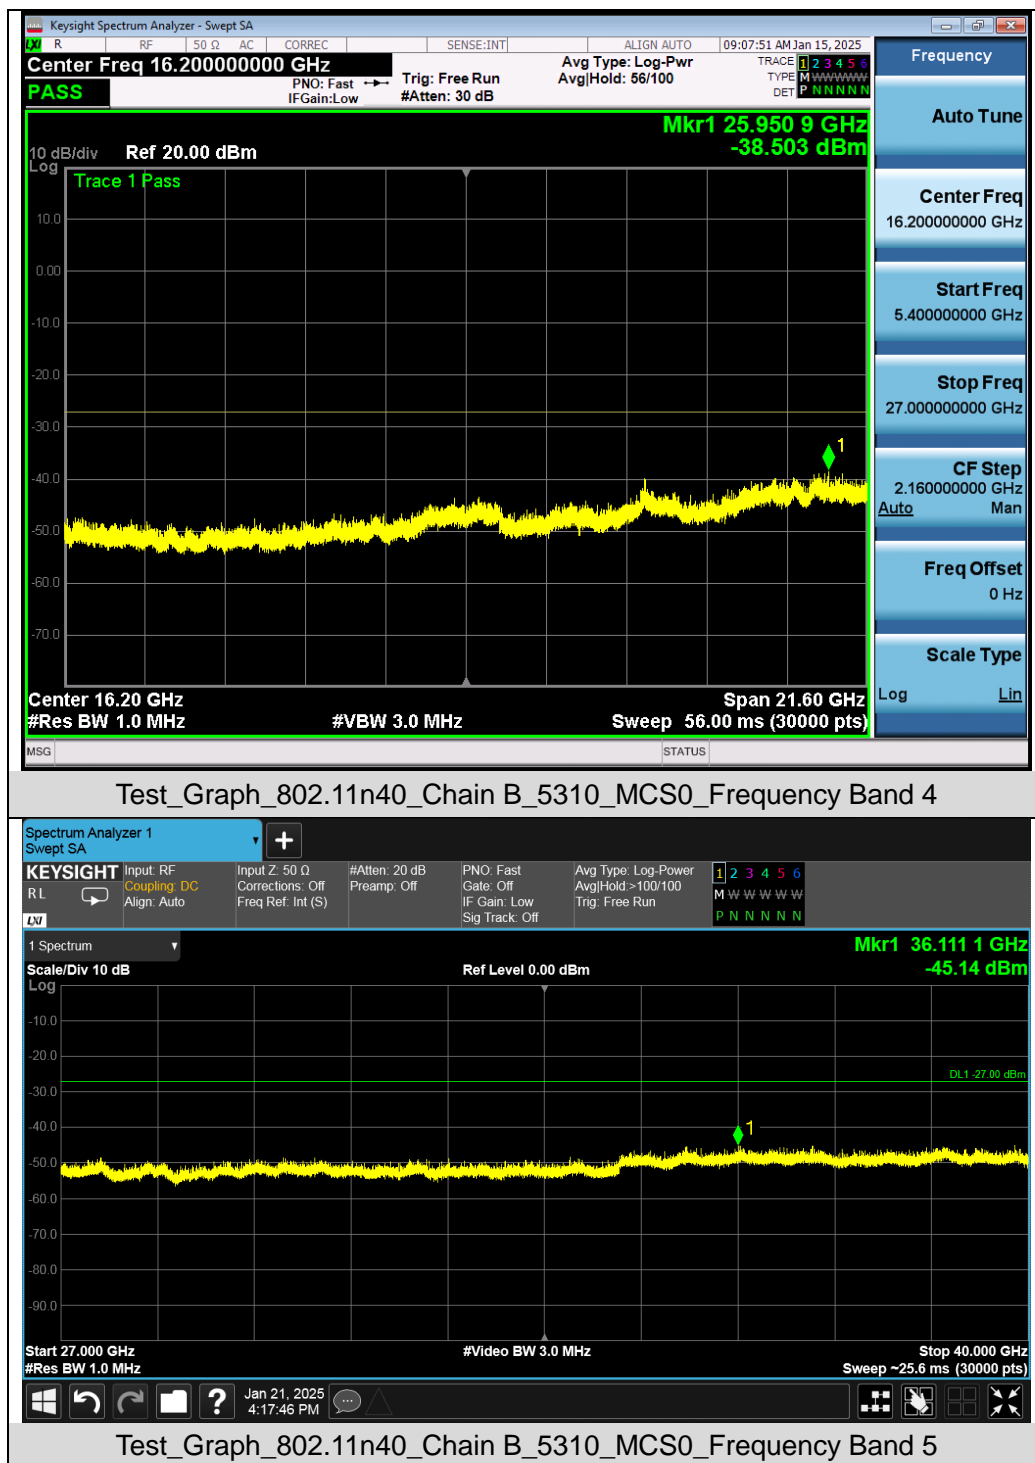 Keysight Spectrum Analyzer - Swept SA
LXI R RF 50 Ω AC CORREC SENSE:INT ALIGN AUTO 09:07:51 AM Jan 15, 2025
Center Freq 16.200000000 GHz
PNO: Fast
IFGain:Low
Trig: Free Run
#Atten: 30 dB
Avg Type: Log-Pwr
Avg|Hold: 56/100
TRACE 1 2 3 4 5 6
TYPE M W W W W W
DET P N N N N N
PASS
Mkr1 25.950 9 GHz
-38.503 dBm
10 dB/div Ref 20.00 dBm
Log
Trace 1 Pass
10.0
0.00
-10.0
-20.0
-30.0
-40.0
-50.0
-60.0
-70.0
1
Center 16.20 GHz Span 21.60 GHz
#Res BW 1.0 MHz #VBW 3.0 MHz Sweep 56.00 ms (30000 pts)
MSG STATUS
Frequency
Auto Tune
Center Freq
16.200000000 GHz
Start Freq
5.400000000 GHz
Stop Freq
27.000000000 GHz
CF Step
2.160000000 GHz
Auto Man
Freq Offset
0 Hz
Scale Type
Log Lin
Test_Graph_802.11n40_Chain B_5310_MCS0_Frequency Band 4
Spectrum Analyzer 1
Swept SA
+
KEYSIGHT
RL
LXI
Input: RF
Coupling: DC
Align: Auto
Input Z: 50 Ω
Corrections: Off
Freq Ref: Int (S)
#Atten: 20 dB
Preamp: Off
PNO: Fast
Gate: Off
IF Gain: Low
Sig Track: Off
Avg Type: Log-Power
Avg|Hold:>100/100
Trig: Free Run
1 2 3 4 5 6
M W W W W W
P N N N N N
1 Spectrum
Mkr1 36.111 1 GHz
Scale/Div 10 dB Ref Level 0.00 dBm -45.14 dBm
Log
-10.0
-20.0
DL1 -27.00 dBm
-30.0
-40.0
-50.0
-60.0
-70.0
-80.0
-90.0
1
Start 27.000 GHz #Video BW 3.0 MHz Stop 40.000 GHz
#Res BW 1.0 MHz Sweep ~25.6 ms (30000 pts)
?
Jan 21, 2025
4:17:46 PM
Test_Graph_802.11n40_Chain B_5310_MCS0_Frequency Band 5